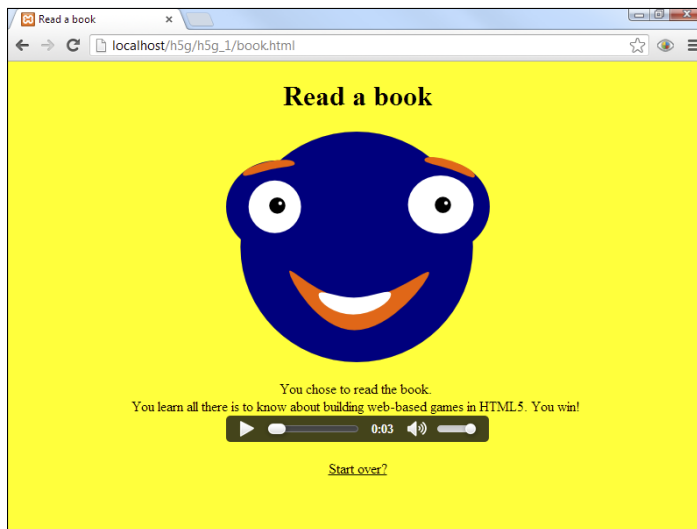 Read a book
localhost/h5g/h5g_1/book.html
Read a book
You chose to read the book.
You learn all there is to know about building web-based games in HTML5. You win!
0:03
Start over?